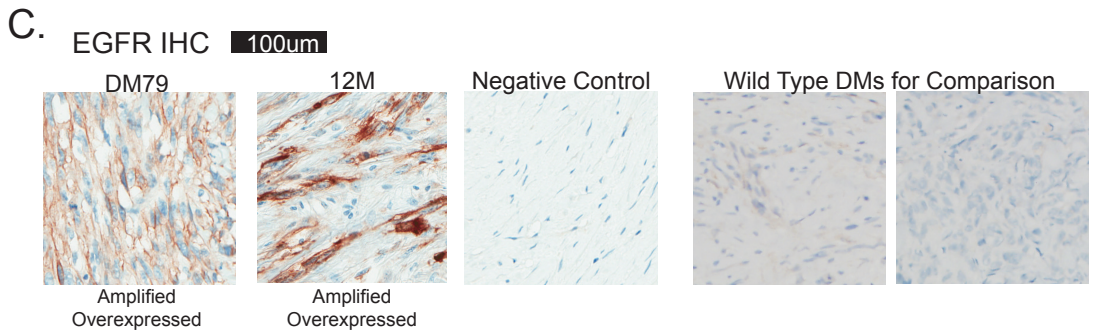 C.
EGFR IHC 100um
DM79 12M Negative Control Wild Type DMs for Comparison
Amplified Amplified
Overexpressed Overexpressed